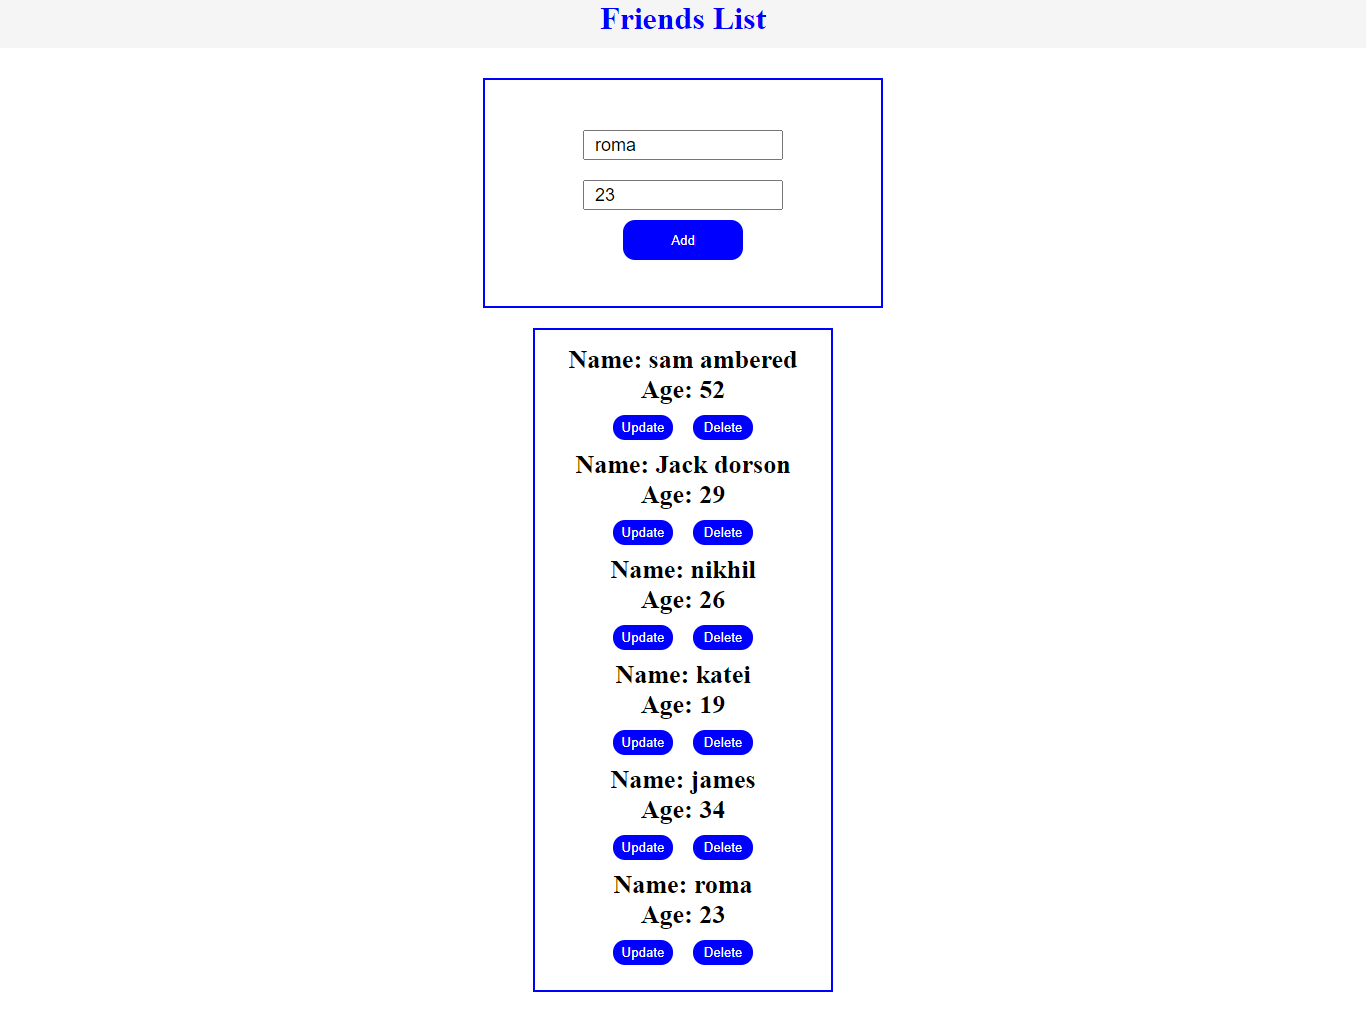 Friends List
roma
23
Add
Name: sam ambered
Age: 52
Update Delete
Name: Jack dorson
Age: 29
Update Delete
Name: nikhil
Age: 26
Update Delete
Name: katei
Age: 19
Update Delete
Name: james
Age: 34
Update Delete
Name: roma
Age: 23
Update Delete